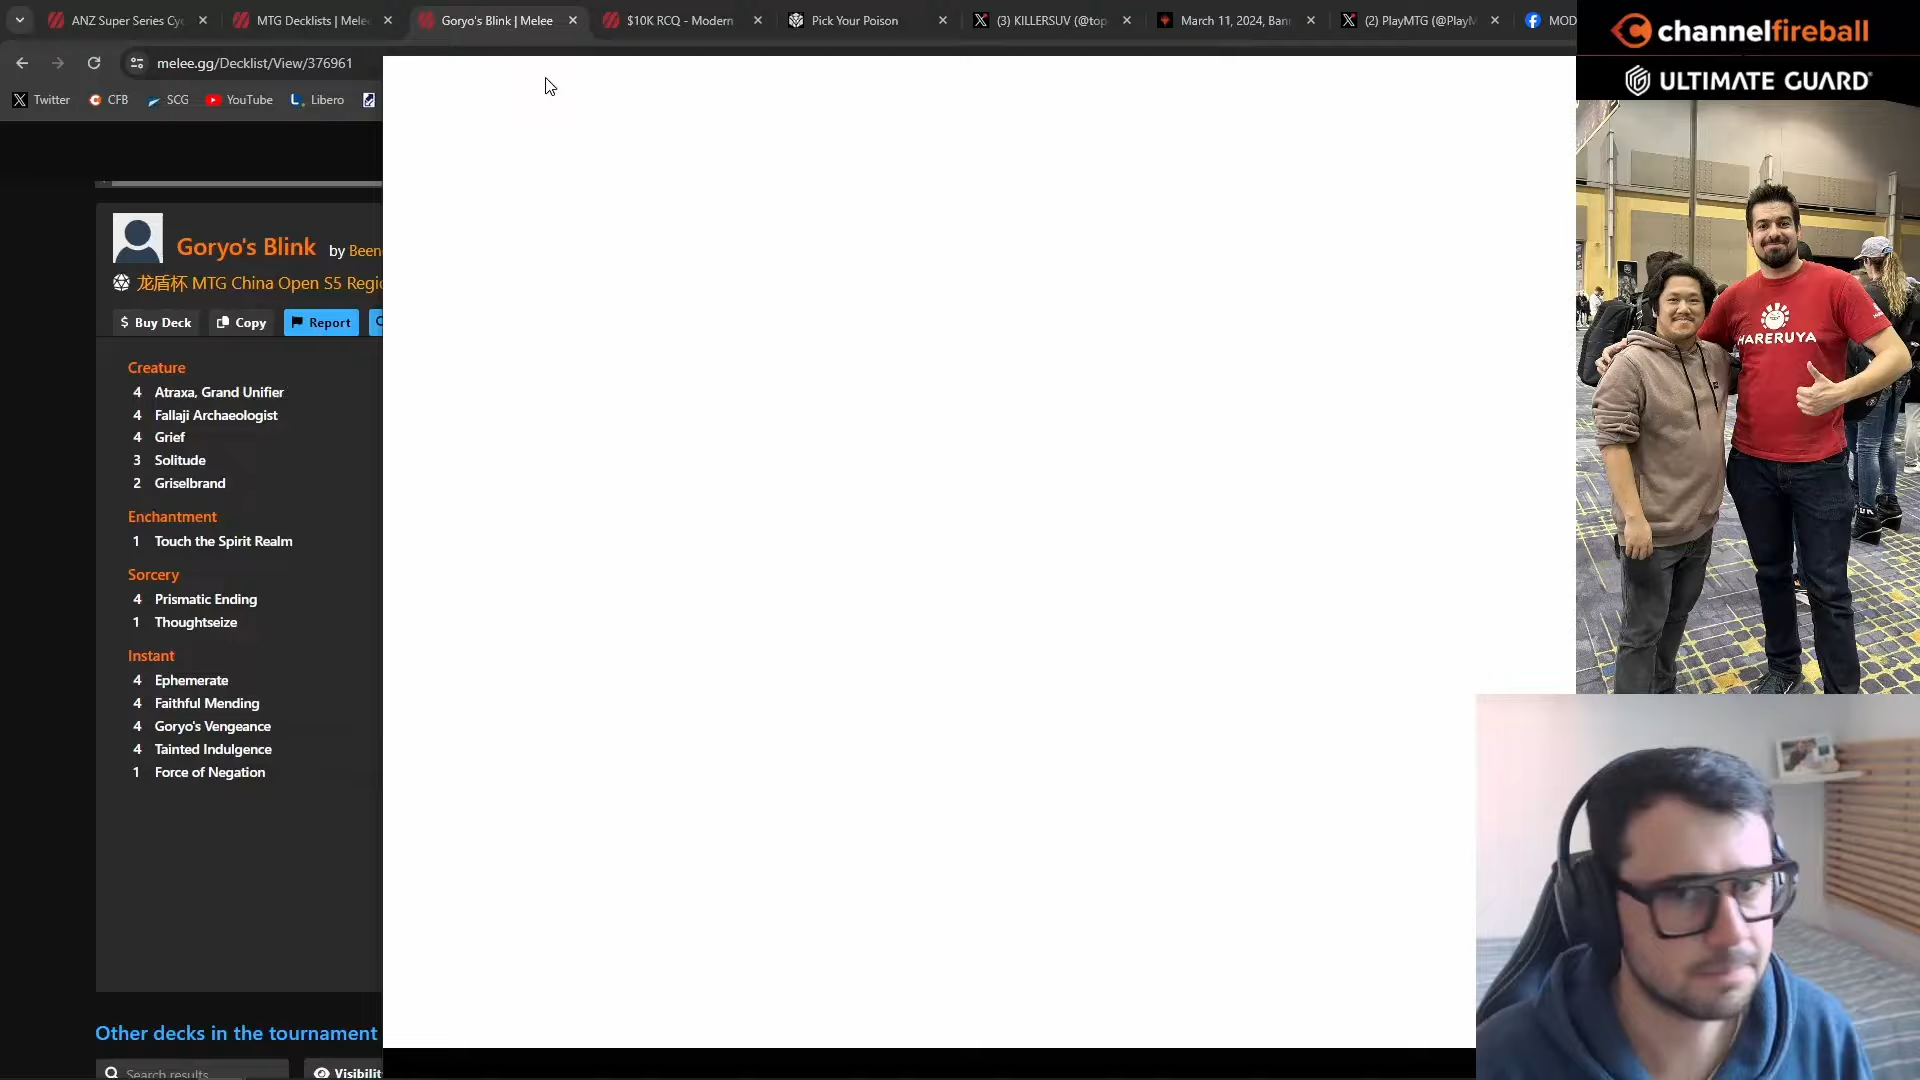 ANZ Super Series Cyc
MTG Decklists | Melee
Goryo's Blink | Melee
$10K RCQ - Modern
Pick Your Poison
(3) KILLERSUV (@top
March 11, 2024, Ban
(2) PlayMTG (@PlayM
MOD
channelfireball
melee.gg/Decklist/View/376961
ULTIMATE GUARD
Twitter
CFB
SCG
YouTube
Libero
Goryo's Blink by Been
龙盾杯 MTG China Open S5 Regio
$ Buy Deck
Copy
Report
Creature
4 Atraxa, Grand Unifier
4 Fallaji Archaeologist
4 Grief
3 Solitude
2 Griselbrand
Enchantment
1 Touch the Spirit Realm
Sorcery
4 Prismatic Ending
1 Thoughtseize
Instant
4 Ephemerate
4 Faithful Mending
4 Goryo's Vengeance
4 Tainted Indulgence
1 Force of Negation
HARERUYA
Other decks in the tournament
Search results
Visibilit